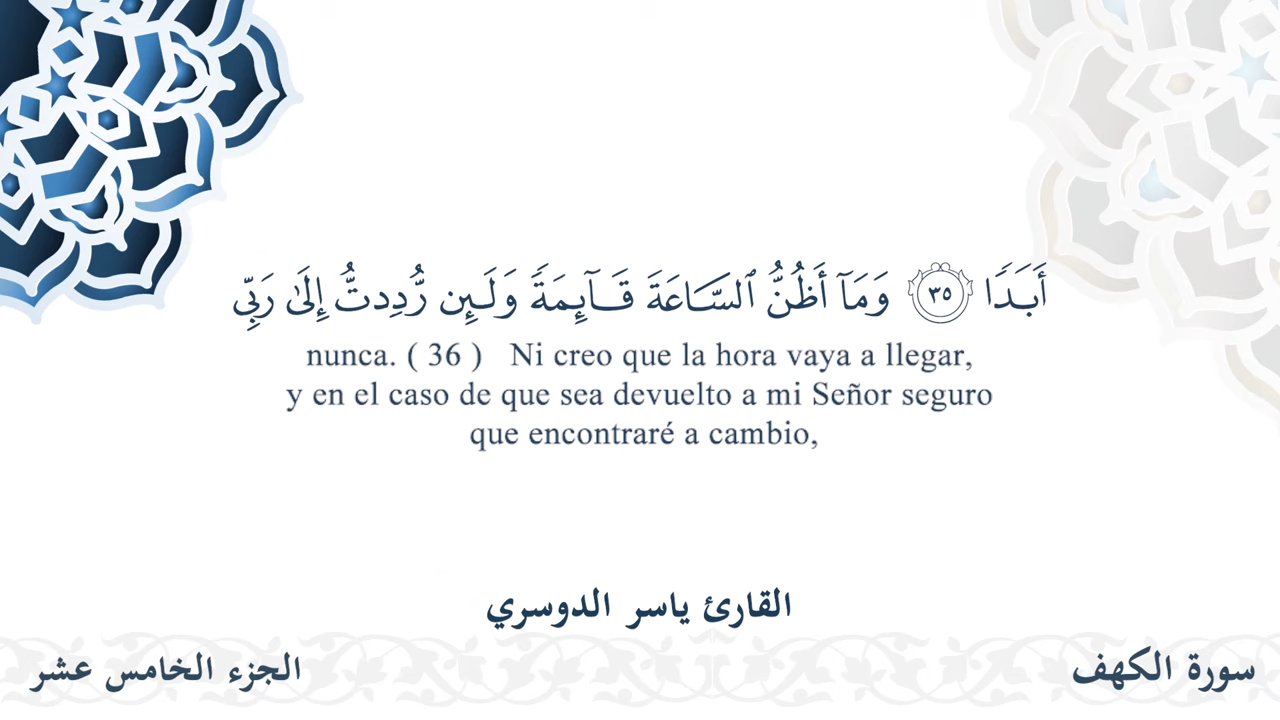 أَبَدٗا ۝٣٥ وَمَآ أَظُنُّ ٱلسَّاعَةَ قَآئِمَةٗ وَلَئِن رُّدِدتُّ إِلَىٰ رَبِّي
nunca. ( 36 ) Ni creo que la hora vaya a llegar,
y en el caso de que sea devuelto a mi Señor seguro
que encontraré a cambio,
القارئ ياسر الدوسري
سورة الكهف
الجزء الخامس عشر